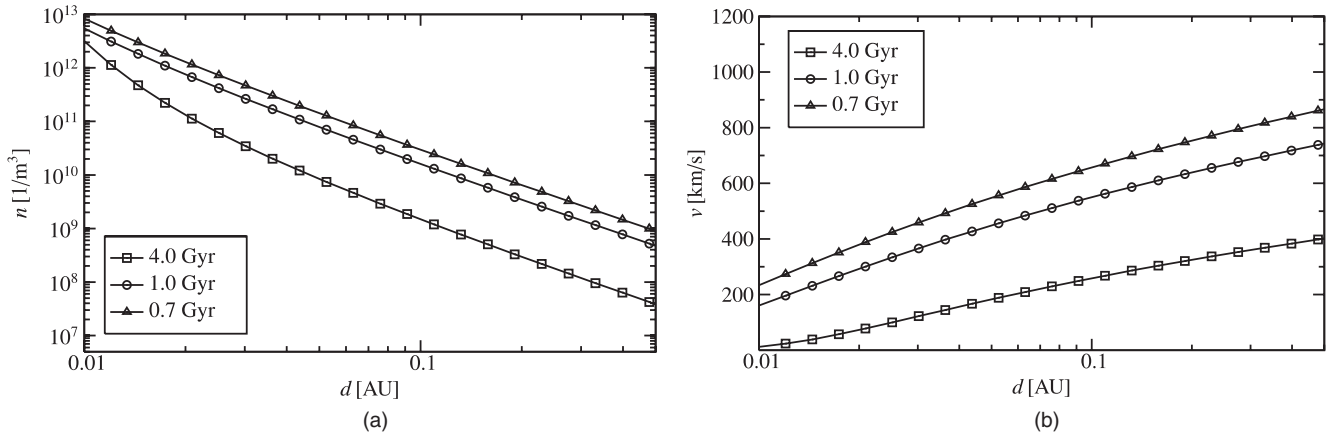 10^13
10^12
10^11
10^10
10^9
10^8
10^7
n [1/m^3]
4.0 Gyr
1.0 Gyr
0.7 Gyr
0.01
0.1
d [AU]
(a)
1200
1000
800
600
400
200
v [km/s]
4.0 Gyr
1.0 Gyr
0.7 Gyr
0.01
0.1
d [AU]
(b)